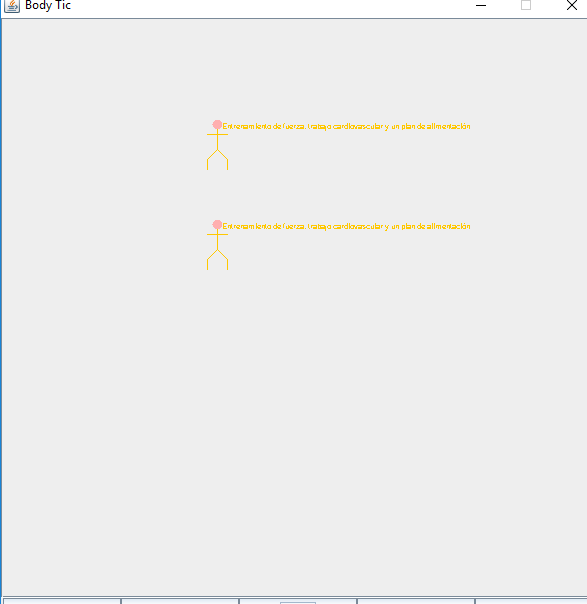 Body Tic
Entrenamiento de fuerza, trabajo cardiovascular y un plan de alimentación
Entrenamiento de fuerza, trabajo cardiovascular y un plan de alimentación